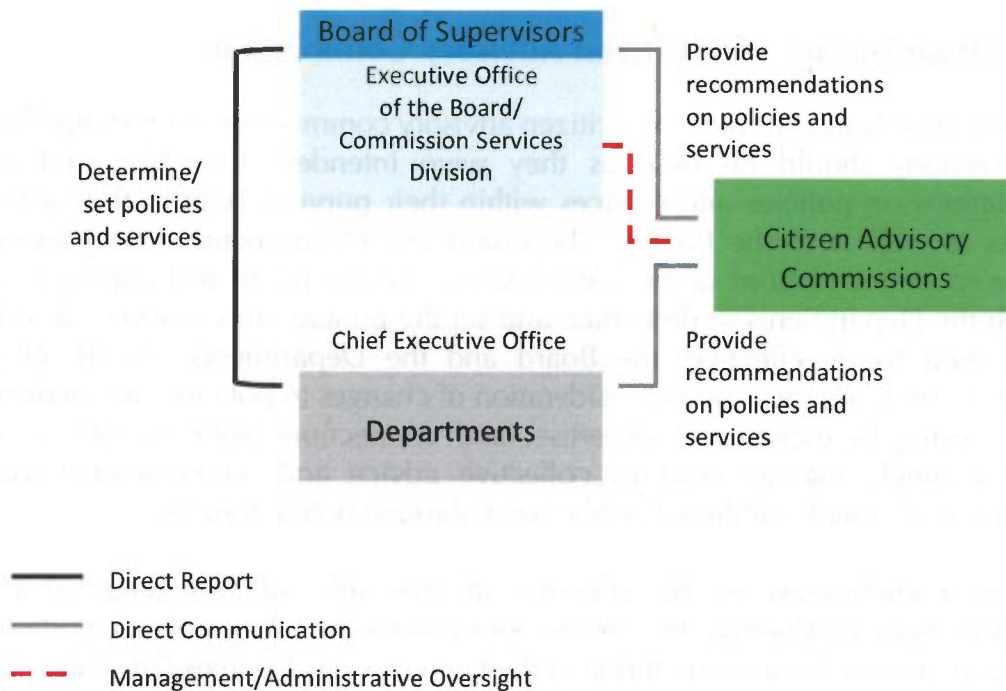 Board of Supervisors
Executive Office
of the Board/
Commission Services
Division
Provide
recommendations
on policies and
services
Determine/
set policies
and services
Citizen Advisory
Commissions
Chief Executive Office
Departments
Provide
recommendations
on policies and
services
Direct Report
Direct Communication
Management/Administrative Oversight